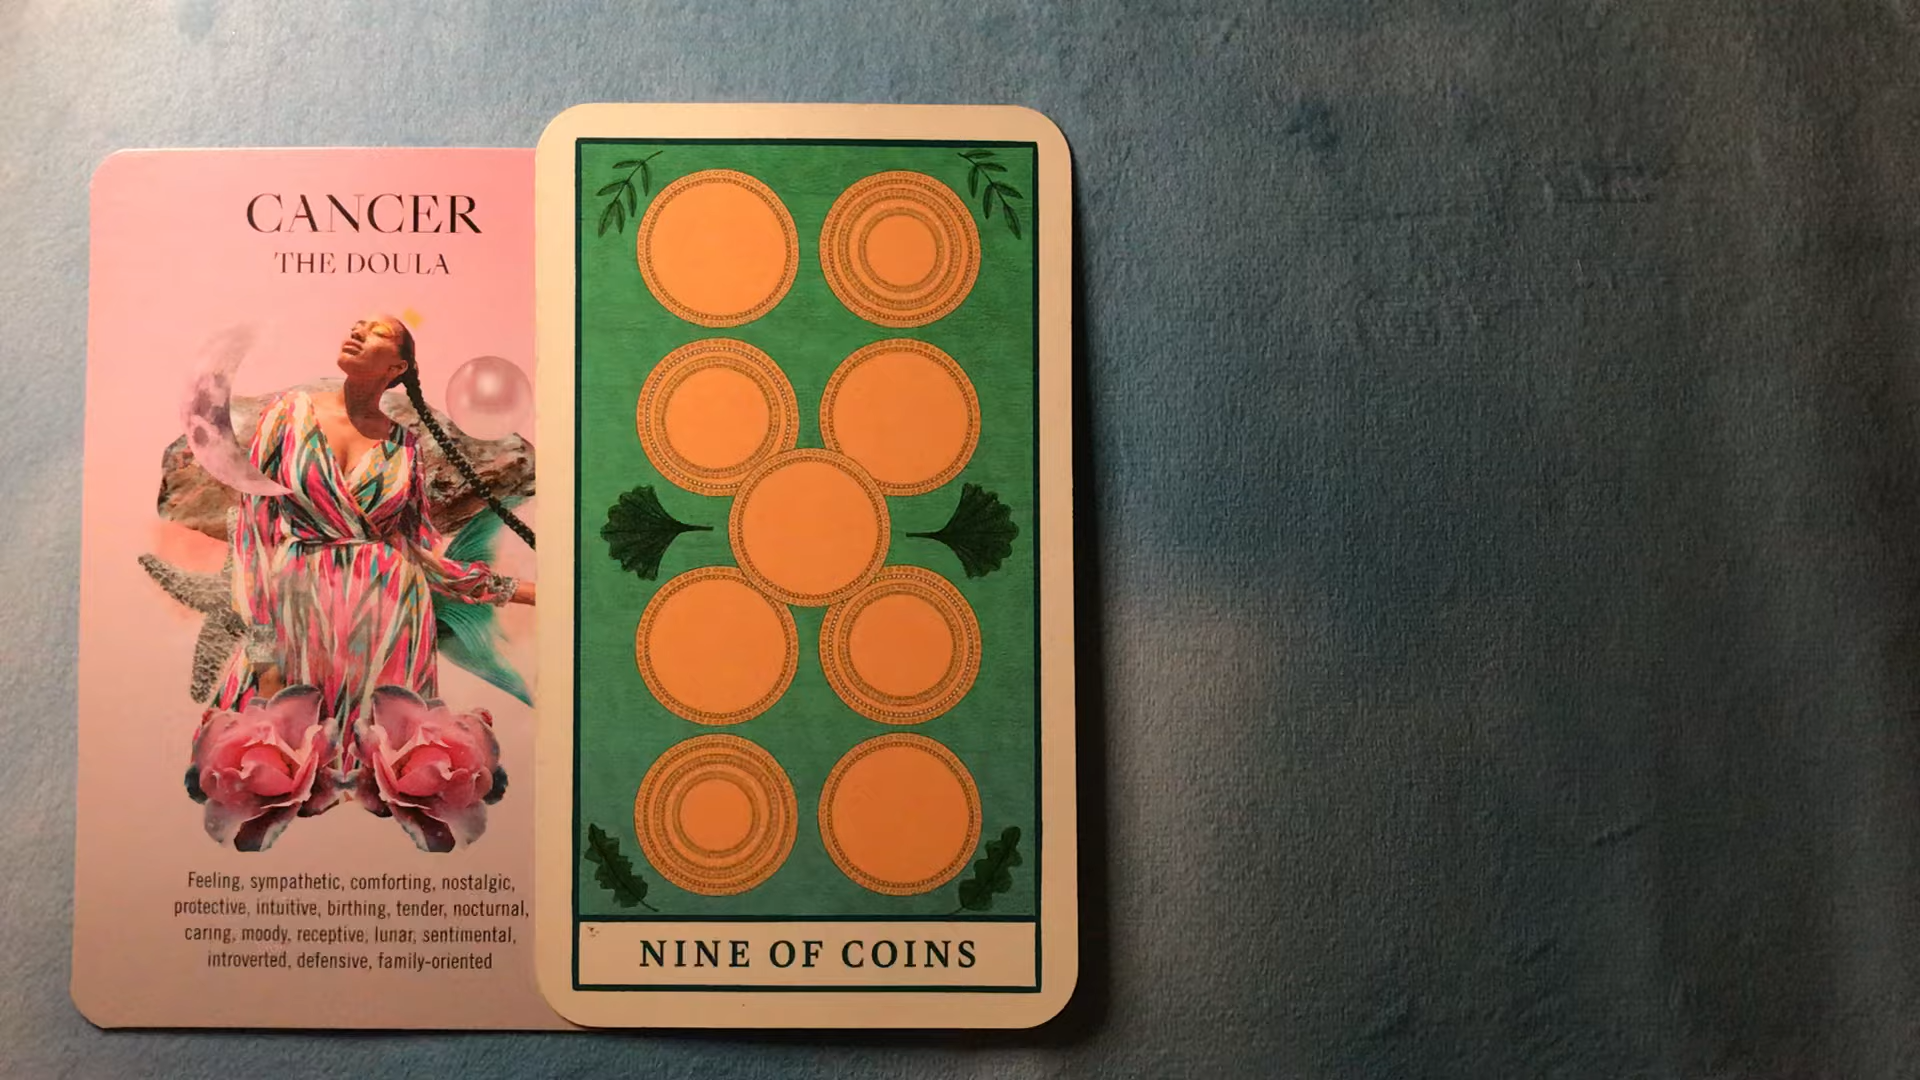 CANCER
THE DOULA
Feeling, sympathetic, comforting, nostalgic,
protective, intuitive, birthing, tender, nocturnal,
caring, moody, receptive, lunar, sentimental,
introverted, defensive, family-oriented
NINE OF COINS